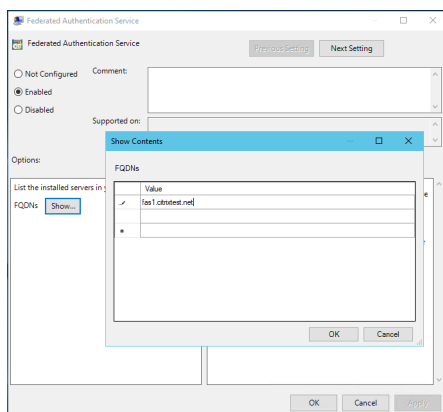 Federated Authentication Service
Federated Authentication Service
Previous Setting
Next Setting
Not Configured
Comment:
Enabled
Disabled
Supported on:
Options:
Show Contents
FQDNs
Value
fas1.citrixtest.net
OK
Cancel
List the installed servers in
FQDNs
Show...
OK
Cancel
Apply